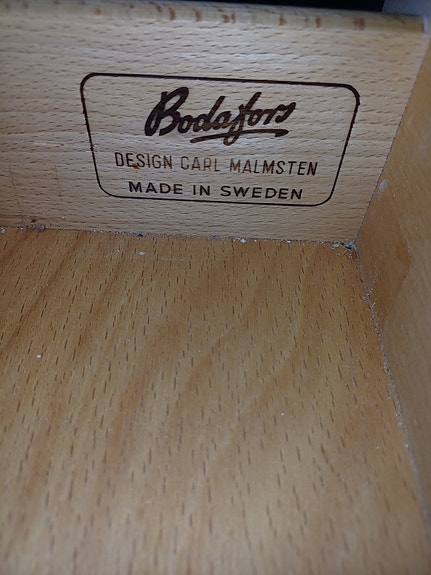 Bodafors
DESIGN CARL MALMSTEN
MADE IN SWEDEN